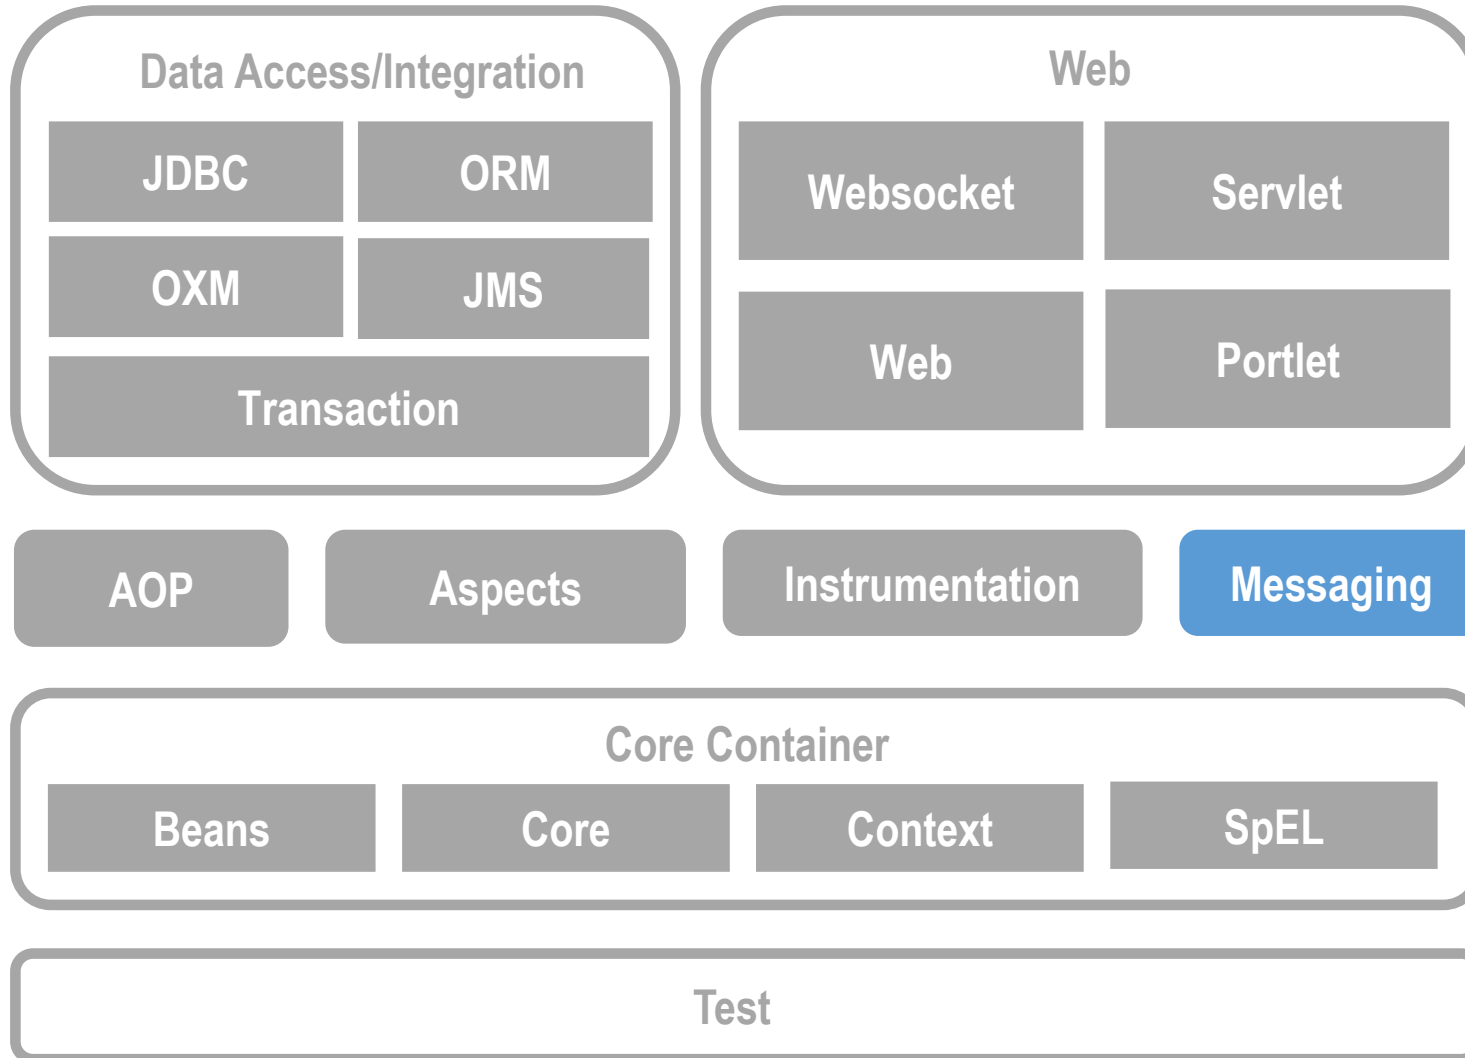 Data Access/Integration
JDBC
ORM
OXM
JMS
Transaction
Web
Websocket
Servlet
Web
Portlet
AOP
Aspects
Instrumentation
Messaging
Core Container
Beans
Core
Context
SpEL
Test